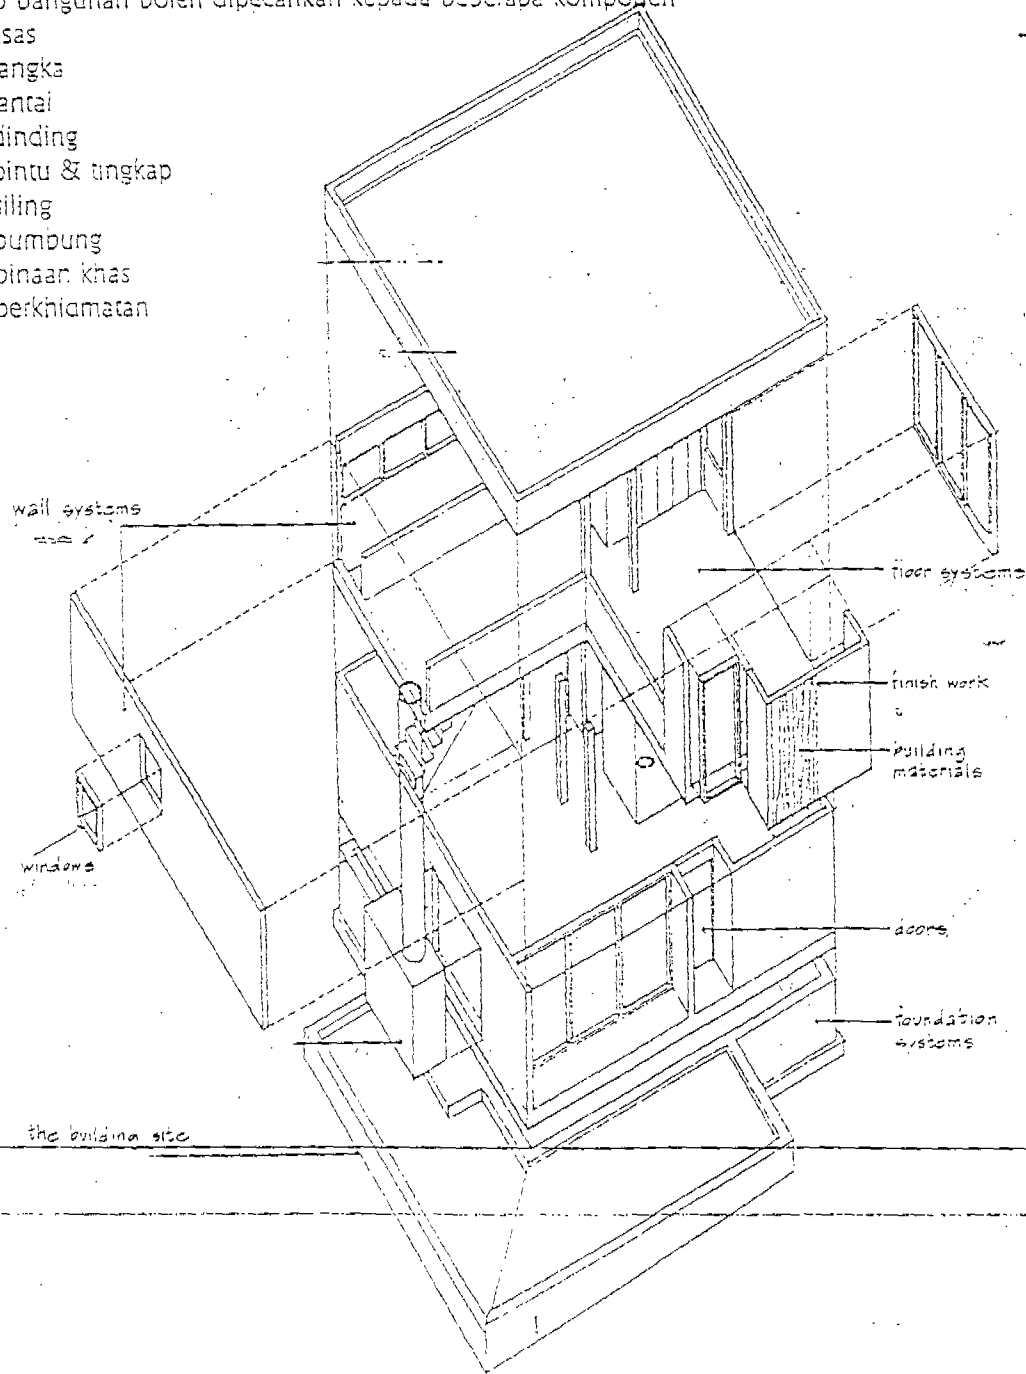 bangunan boleh dipecahkan kepada beberapa komponen
sas
angka
antai
dinding
pintu & tingkap
siling
bumbung
binaan khas
perkhidmatan
wall systems
floor systems
finish work
building
materials
windows
doors
foundation
systems
the building site